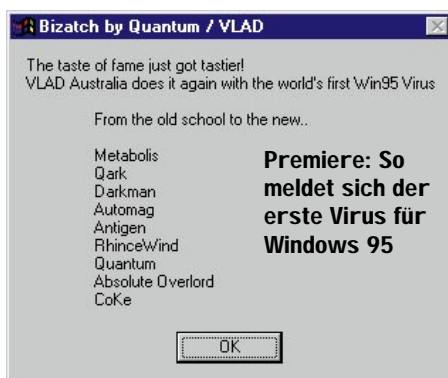 Bizatch by Quantum / VLAD
The taste of fame just got tastier!
VLAD Australia does it again with the world's first Win95 Virus
From the old school to the new..
Metabolis
Qark
Darkman
Automag
Antigen
RhinceWind
Quantum
Absolute Overlord
CoKe
Premiere: So
meldet sich der
erste Virus für
Windows 95
OK